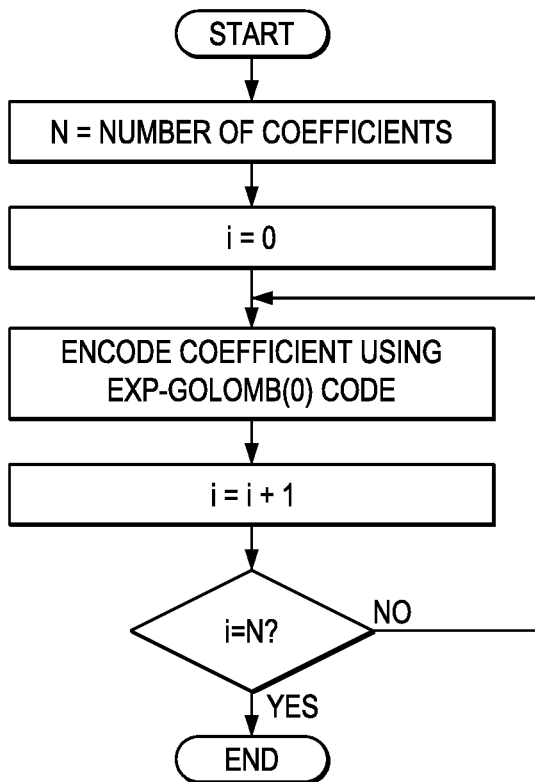 START
N = NUMBER OF COEFFICIENTS
i = 0
ENCODE COEFFICIENT USING
EXP-GOLOMB(0) CODE
i = i + 1
i=N?
NO
YES
END